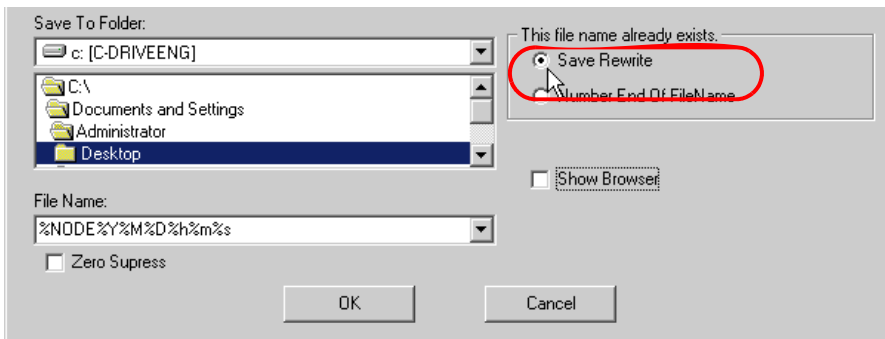 Save To Folder:
c: [C-DRIVEENG]
C:\
Documents and Settings
Administrator
Desktop
File Name:
%NODE%Y%M%D%h%m%s
Zero Supress
This file name already exists.
Save Rewrite
Number End Of FileName
Show Browser
OK
Cancel